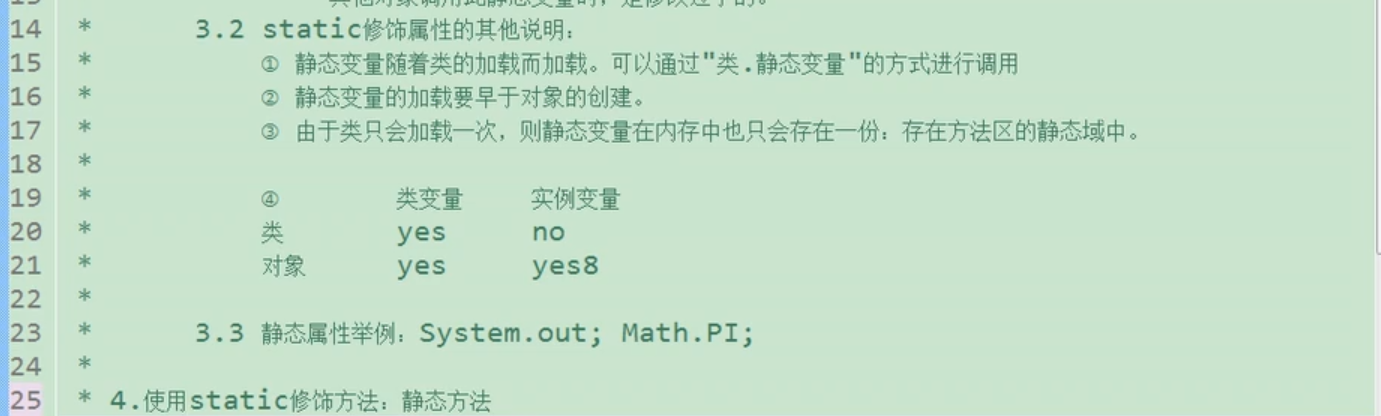 14 * 3.2 static修饰属性的其他说明：
15 * ① 静态变量随着类的加载而加载。可以通过"类.静态变量"的方式进行调用
16 * ② 静态变量的加载要早于对象的创建。
17 * ③ 由于类只会加载一次，则静态变量在内存中也只会存在一份：存在方法区的静态域中。
18 *
19 * ④ 类变量 实例变量
20 * 类 yes no
21 * 对象 yes yes8
22 *
23 * 3.3 静态属性举例：System.out; Math.PI;
24 *
25 * 4.使用static修饰方法：静态方法